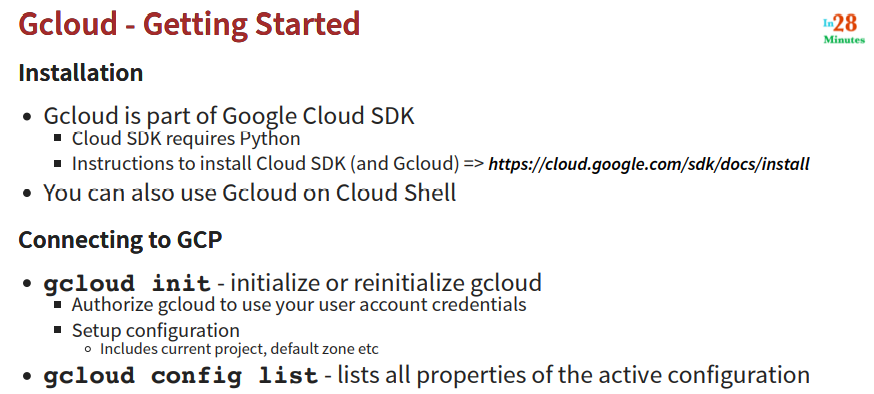 Gcloud - Getting Started
In28
Minutes
Installation
Gcloud is part of Google Cloud SDK
Cloud SDK requires Python
Instructions to install Cloud SDK (and Gcloud) => https://cloud.google.com/sdk/docs/install
You can also use Gcloud on Cloud Shell
Connecting to GCP
gcloud init - initialize or reinitialize gcloud
Authorize gcloud to use your user account credentials
Setup configuration
Includes current project, default zone etc
gcloud config list - lists all properties of the active configuration